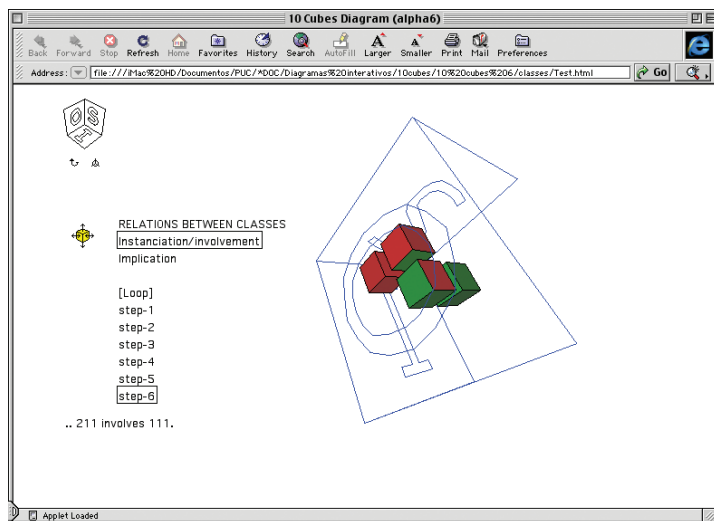 10 Cubes Diagram (alpha6)
Back Forward Stop Refresh Home Favorites History Search AutoFill Larger Smaller Print Mail Preferences
Address: file:///iMac%20HD/Documentos/PUC/*DOC/Diagramas%20interativos/10cubes/10%20cubes%206/classes/Test.html Go
O S I
RELATIONS BETWEEN CLASSES
Instanciation/involvement
Implication
[Loop]
step-1
step-2
step-3
step-4
step-5
step-6
.. 211 involves 111.
Applet Loaded